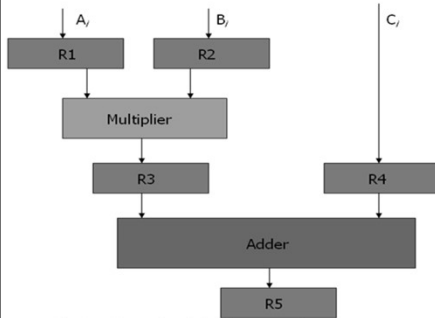 Ai Bi Ci
R1 R2
Multiplier
R3 R4
Adder
R5